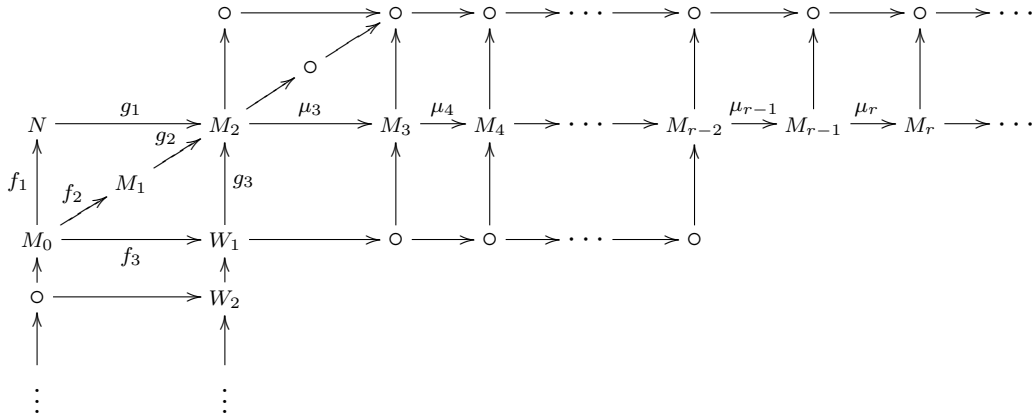 ∘ ∘ ∘ ⋯ ∘ ∘ ∘ ⋯
∘
g₁ μ₃ μ₄ μ_{r−1} μ_r
N M₂ M₃ M₄ ⋯ M_{r−2} M_{r−1} M_r ⋯
g₂
f₁ f₂ M₁ g₃
M₀ W₁ ∘ ∘ ⋯ ∘
f₃
∘ W₂
⋮ ⋮